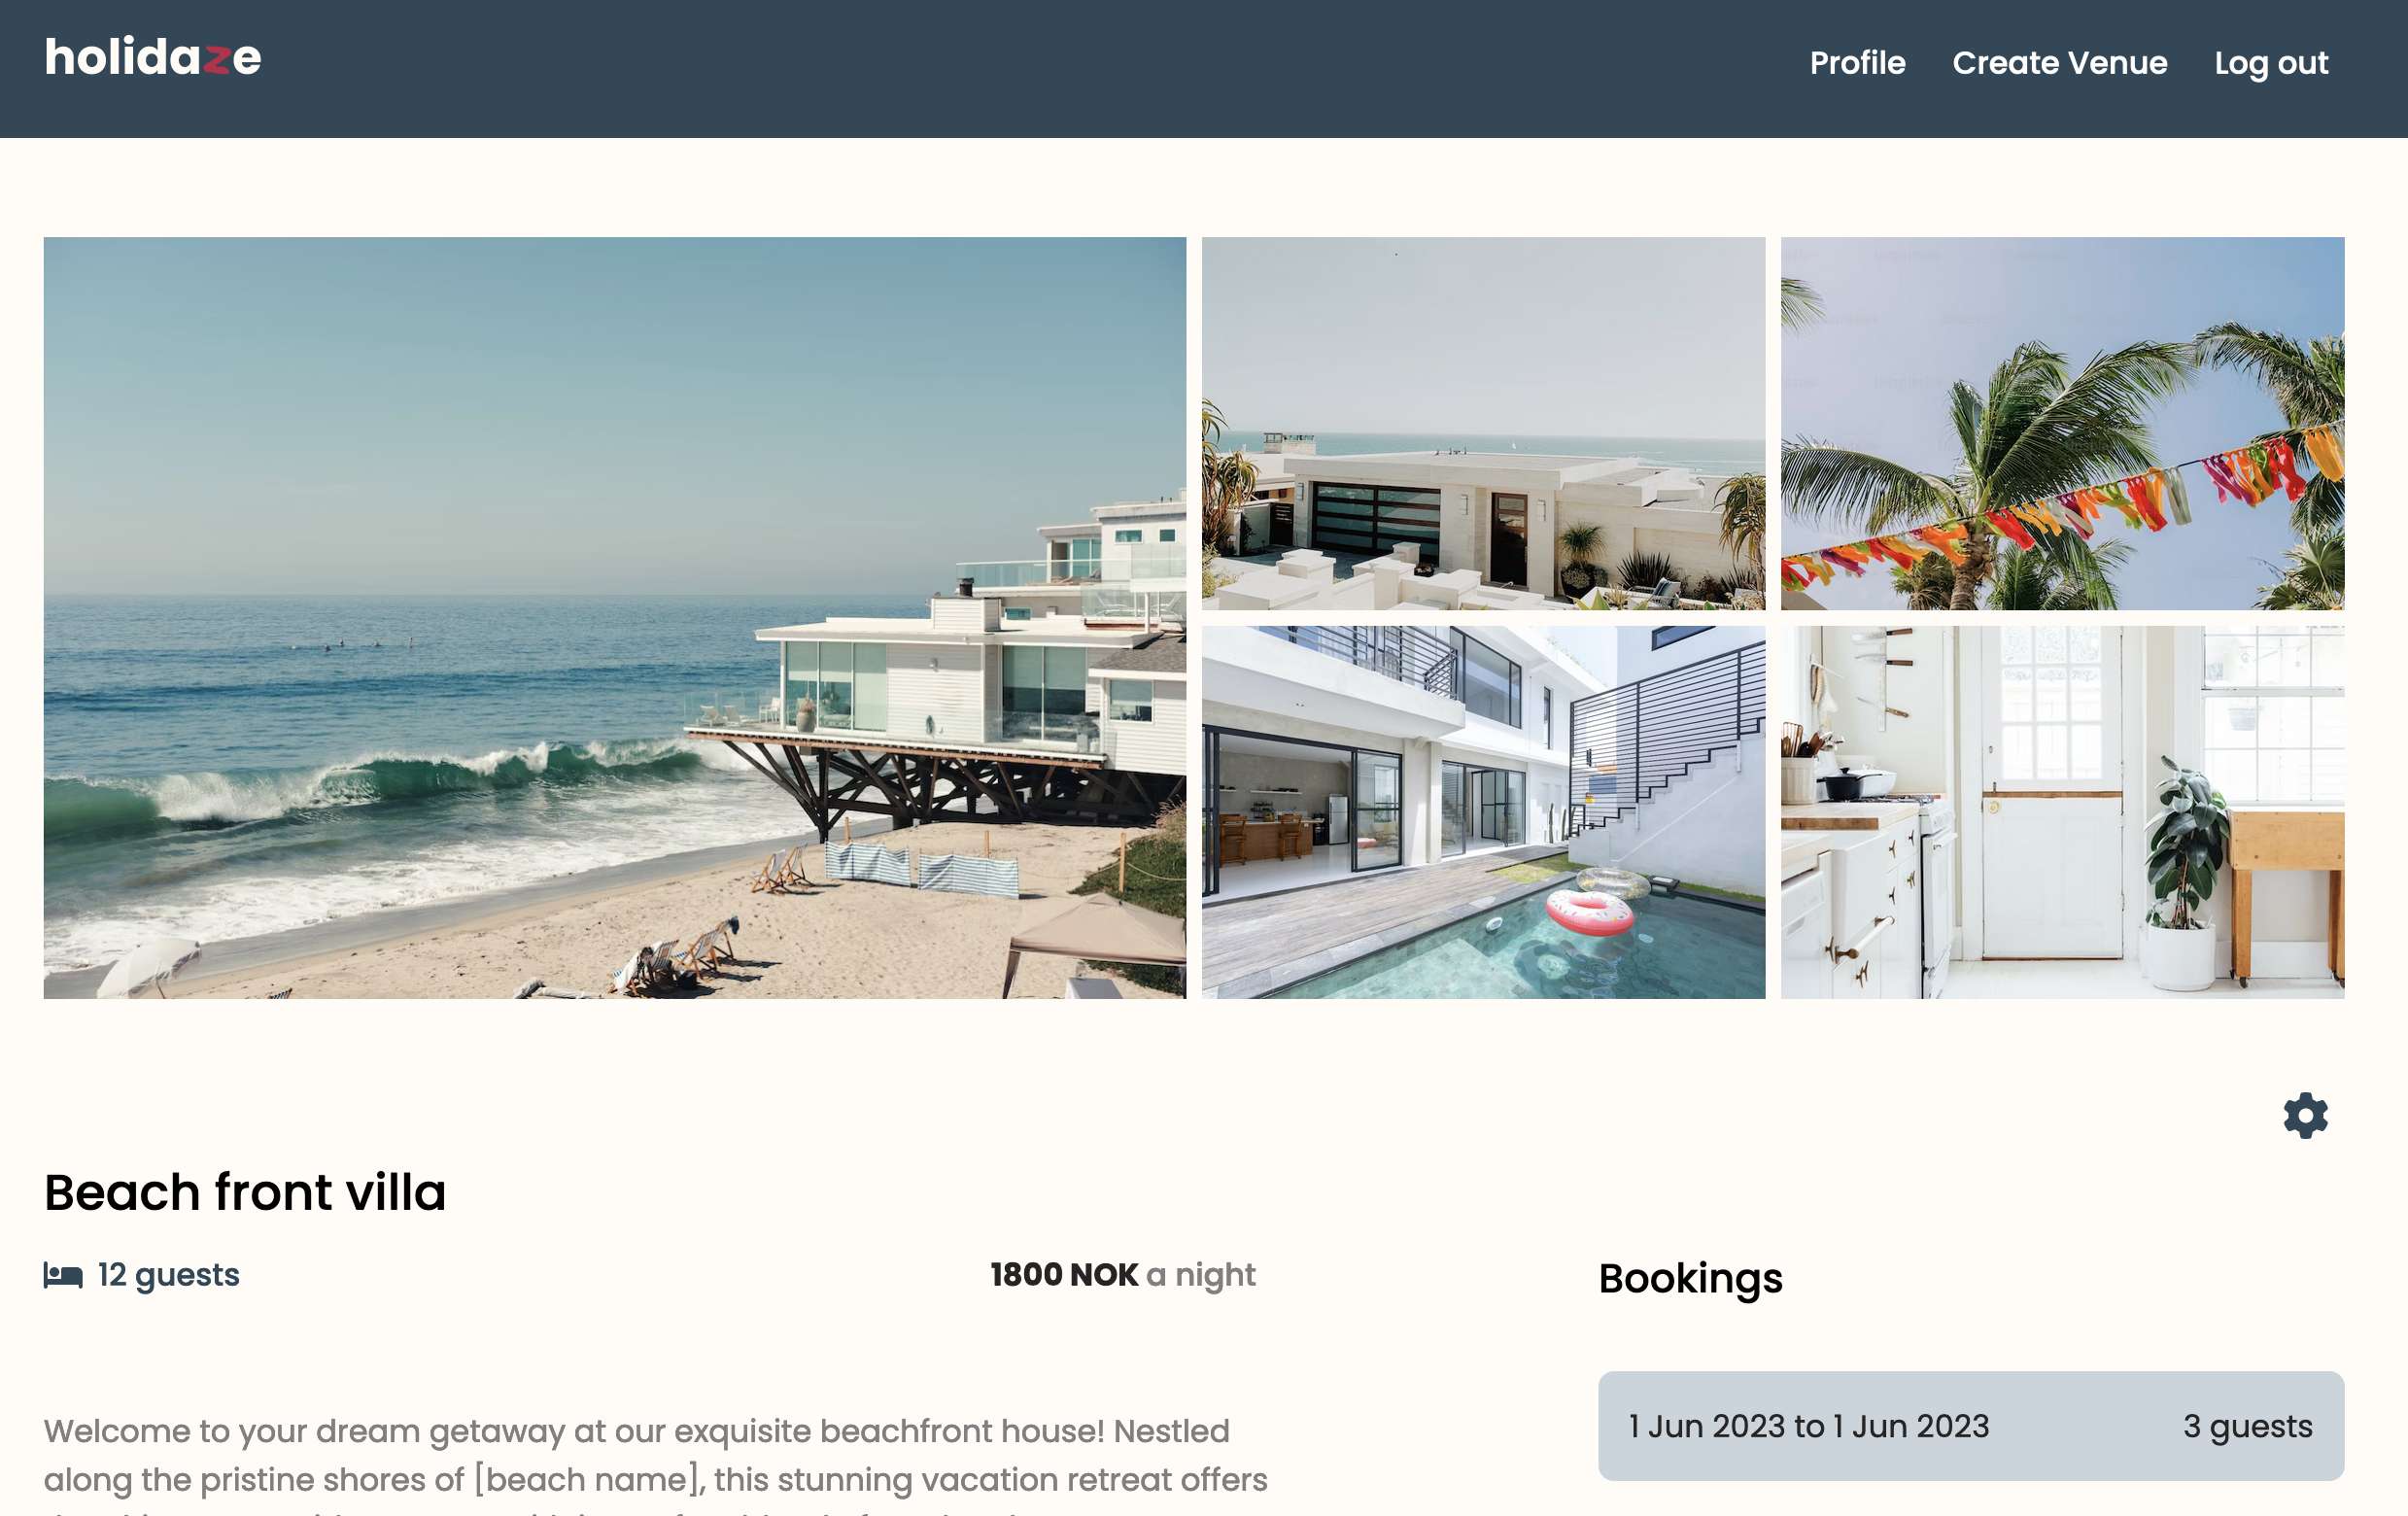 holidaze
Profile Create Venue Log out
Beach front villa
12 guests
1800 NOK a night
Bookings
1 Jun 2023 to 1 Jun 2023 3 guests
Welcome to your dream getaway at our exquisite beachfront house! Nestled
along the pristine shores of [beach name], this stunning vacation retreat offers